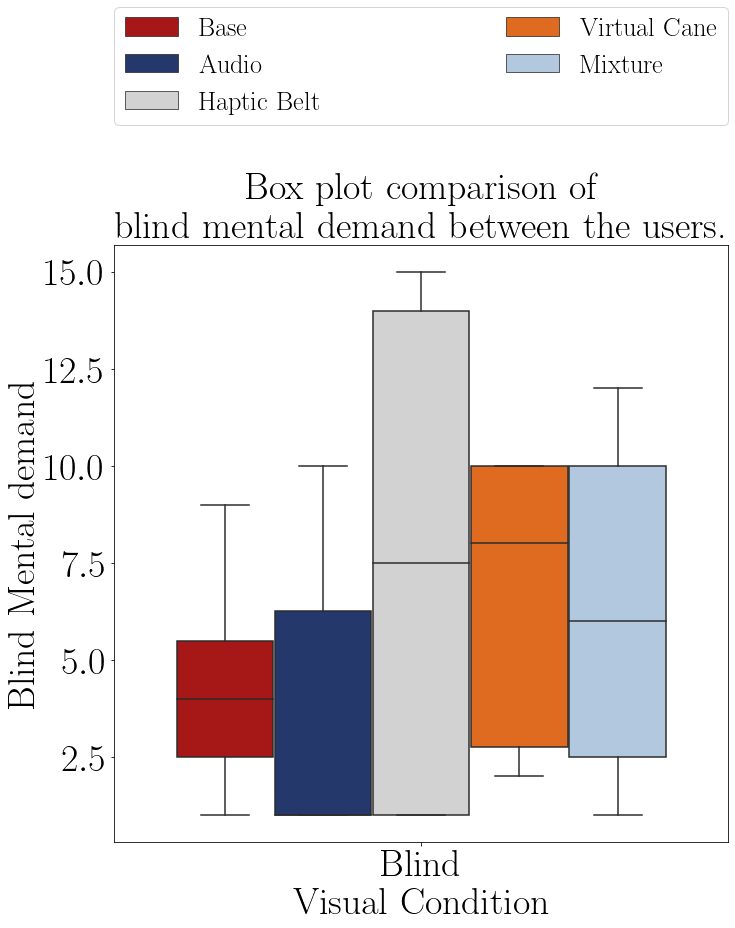 Base
Audio
Haptic Belt
Virtual Cane
Mixture
Box plot comparison of
blind mental demand between the users.
15.0
12.5
10.0
7.5
5.0
2.5
Blind Mental demand
Blind
Visual Condition